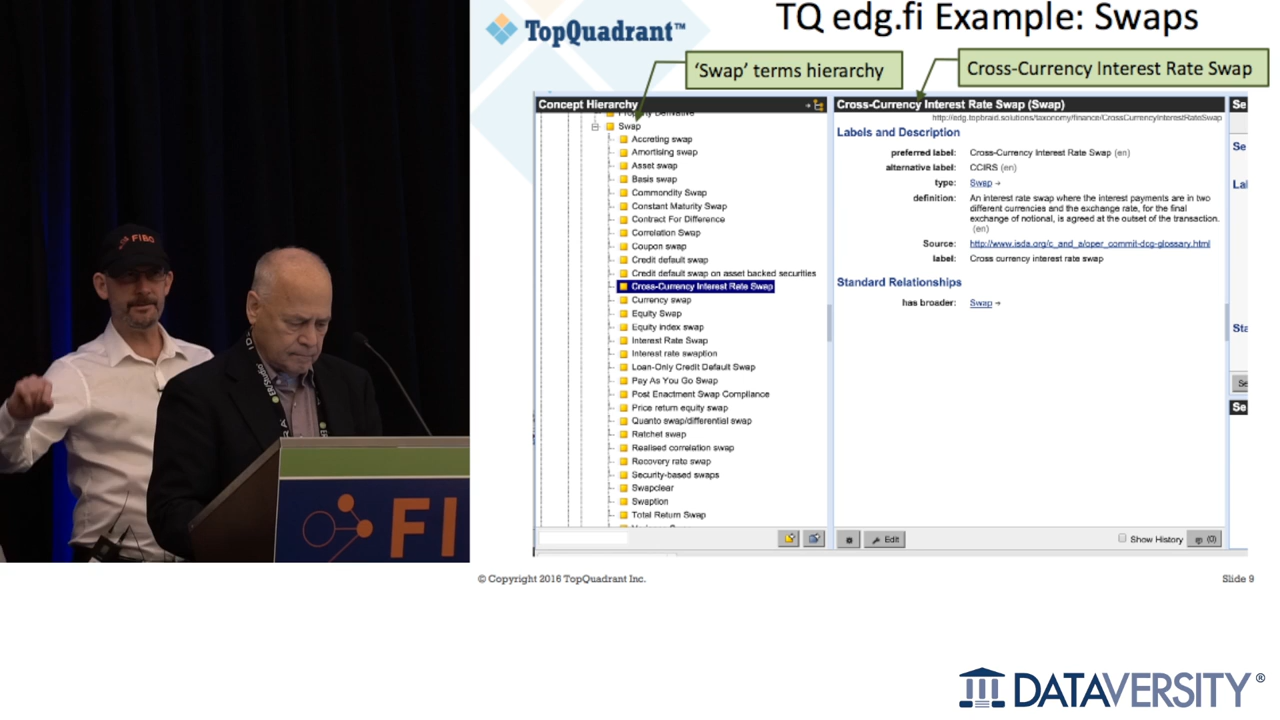 TopQuadrant™
TQ edg.fi Example: Swaps
'Swap' terms hierarchy
Cross-Currency Interest Rate Swap
Concept Hierarchy
Property Derivative
Swap
Accreting swap
Amortising swap
Asset swap
Basis swap
Commodity Swap
Constant Maturity Swap
Contract For Difference
Correlation Swap
Coupon swap
Credit default swap
Credit default swap on asset backed securities
Cross-Currency Interest Rate Swap
Currency swap
Equity Swap
Equity index swap
Interest Rate Swap
Interest rate swaption
Loan-Only Credit Default Swap
Pay As You Go Swap
Post Enactment Swap Compliance
Price return equity swap
Quanto swap/differential swap
Ratchet swap
Realised correlation swap
Recovery rate swap
Security-based swaps
Swapclear
Swaption
Total Return Swap
Cross-Currency Interest Rate Swap (Swap)
http://edg.topbraid.solutions/taxonomy/finance/CrossCurrencyInterestRateSwap
Labels and Description
preferred label: Cross-Currency Interest Rate Swap (en)
alternative label: CCIRS (en)
type: Swap
definition: An interest rate swap where the interest payments are in two
different currencies and the exchange rate, for the final
exchange of notional, is agreed at the outset of the transaction.
(en)
Source: http://www.isda.org/c_and_a/oper_commit-dcg-glossary.html
label: Cross currency interest rate swap
Standard Relationships
has broader: Swap
Edit
Show History
(0)
Se
Se
Lal
Sta
Se
Se
FIBO
FI
© Copyright 2016 TopQuadrant Inc.
Slide 9
DATAVERSITY®